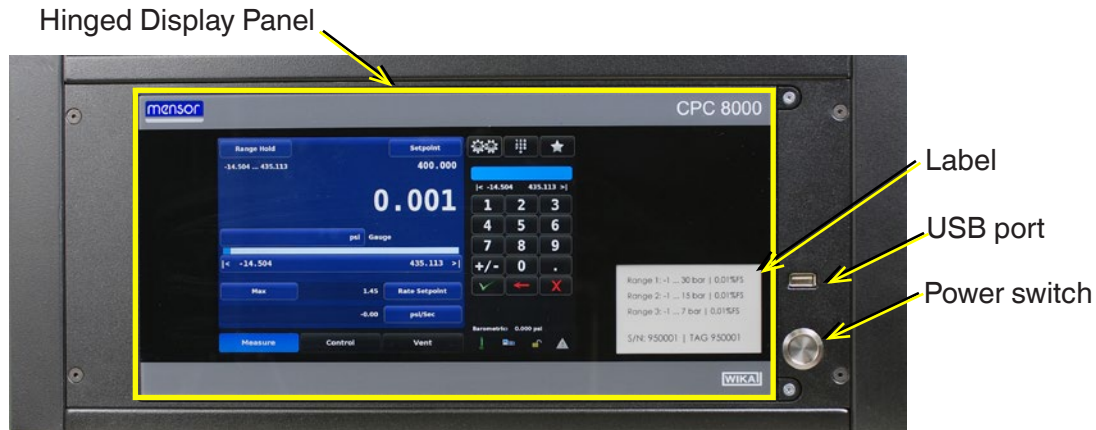 Hinged Display Panel
mensor
CPC 8000
Range Hold
Setpoint
-14.504 ... 435.113
400.000
0.001
psi Gauge
|< -14.504
435.113 >|
Max
1.45
Rate Setpoint
-0.00
psi/Sec
Measure
Control
Vent
|< -14.504 435.113 >|
1 2 3
4 5 6
7 8 9
+/- 0 .
X
Barometric: 0.000 psi
Range 1: -1 ... 30 bar | 0,01%FS
Range 2: -1 ... 15 bar | 0,01%FS
Range 3: -1 ... 7 bar | 0,01%FS
S/N: 950001 | TAG 950001
WIKA
Label
USB port
Power switch